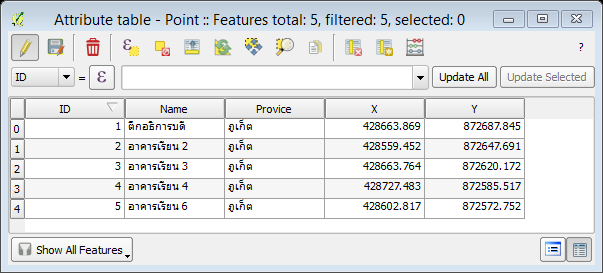 Attribute table - Point :: Features total: 5, filtered: 5, selected: 0
?
ID = ε Update All Update Selected
ID Name Provice X Y
0 1 ตึกอธิการบดี ภูเก็ต 428663.869 872687.845
1 2 อาคารเรียน 2 ภูเก็ต 428559.452 872647.691
2 3 อาคารเรียน 3 ภูเก็ต 428663.764 872620.172
3 4 อาคารเรียน 4 ภูเก็ต 428727.483 872585.517
4 5 อาคารเรียน 6 ภูเก็ต 428602.817 872572.752
Show All Features